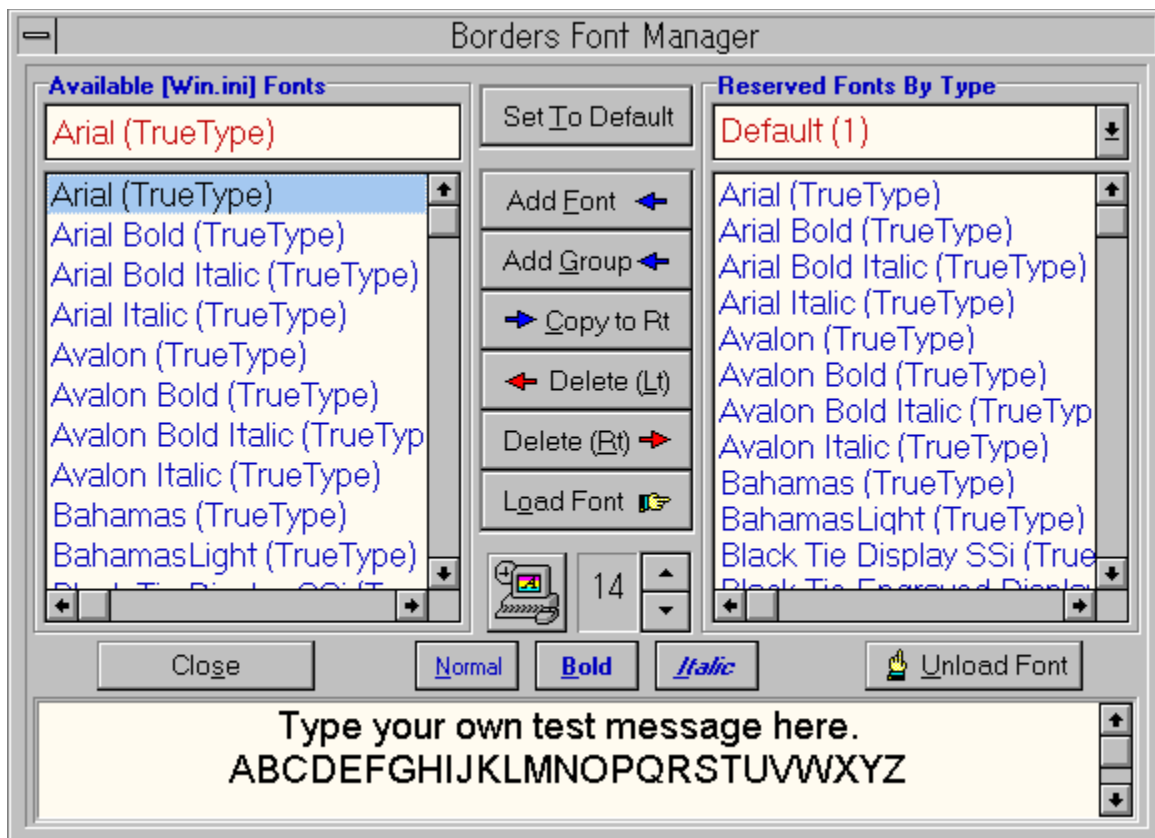 Borders Font Manager
Available [Win.ini] Fonts
Arial (TrueType)
Arial (TrueType)
Arial Bold (TrueType)
Arial Bold Italic (TrueType)
Arial Italic (TrueType)
Avalon (TrueType)
Avalon Bold (TrueType)
Avalon Bold Italic (TrueTyp
Avalon Italic (TrueType)
Bahamas (TrueType)
BahamasLight (TrueType)
Set To Default
Add Font
Add Group
Copy to Rt
Delete (Lt)
Delete (Rt)
Load Font
14
Reserved Fonts By Type
Default (1)
Arial (TrueType)
Arial Bold (TrueType)
Arial Bold Italic (TrueType)
Arial Italic (TrueType)
Avalon (TrueType)
Avalon Bold (TrueType)
Avalon Bold Italic (TrueTyp
Avalon Italic (TrueType)
Bahamas (TrueType)
BahamasLight (TrueType)
Black Tie Display SSi (True
Close
Normal
Bold
Italic
Unload Font
Type your own test message here.
ABCDEFGHIJKLMNOPQRSTUVWXYZ